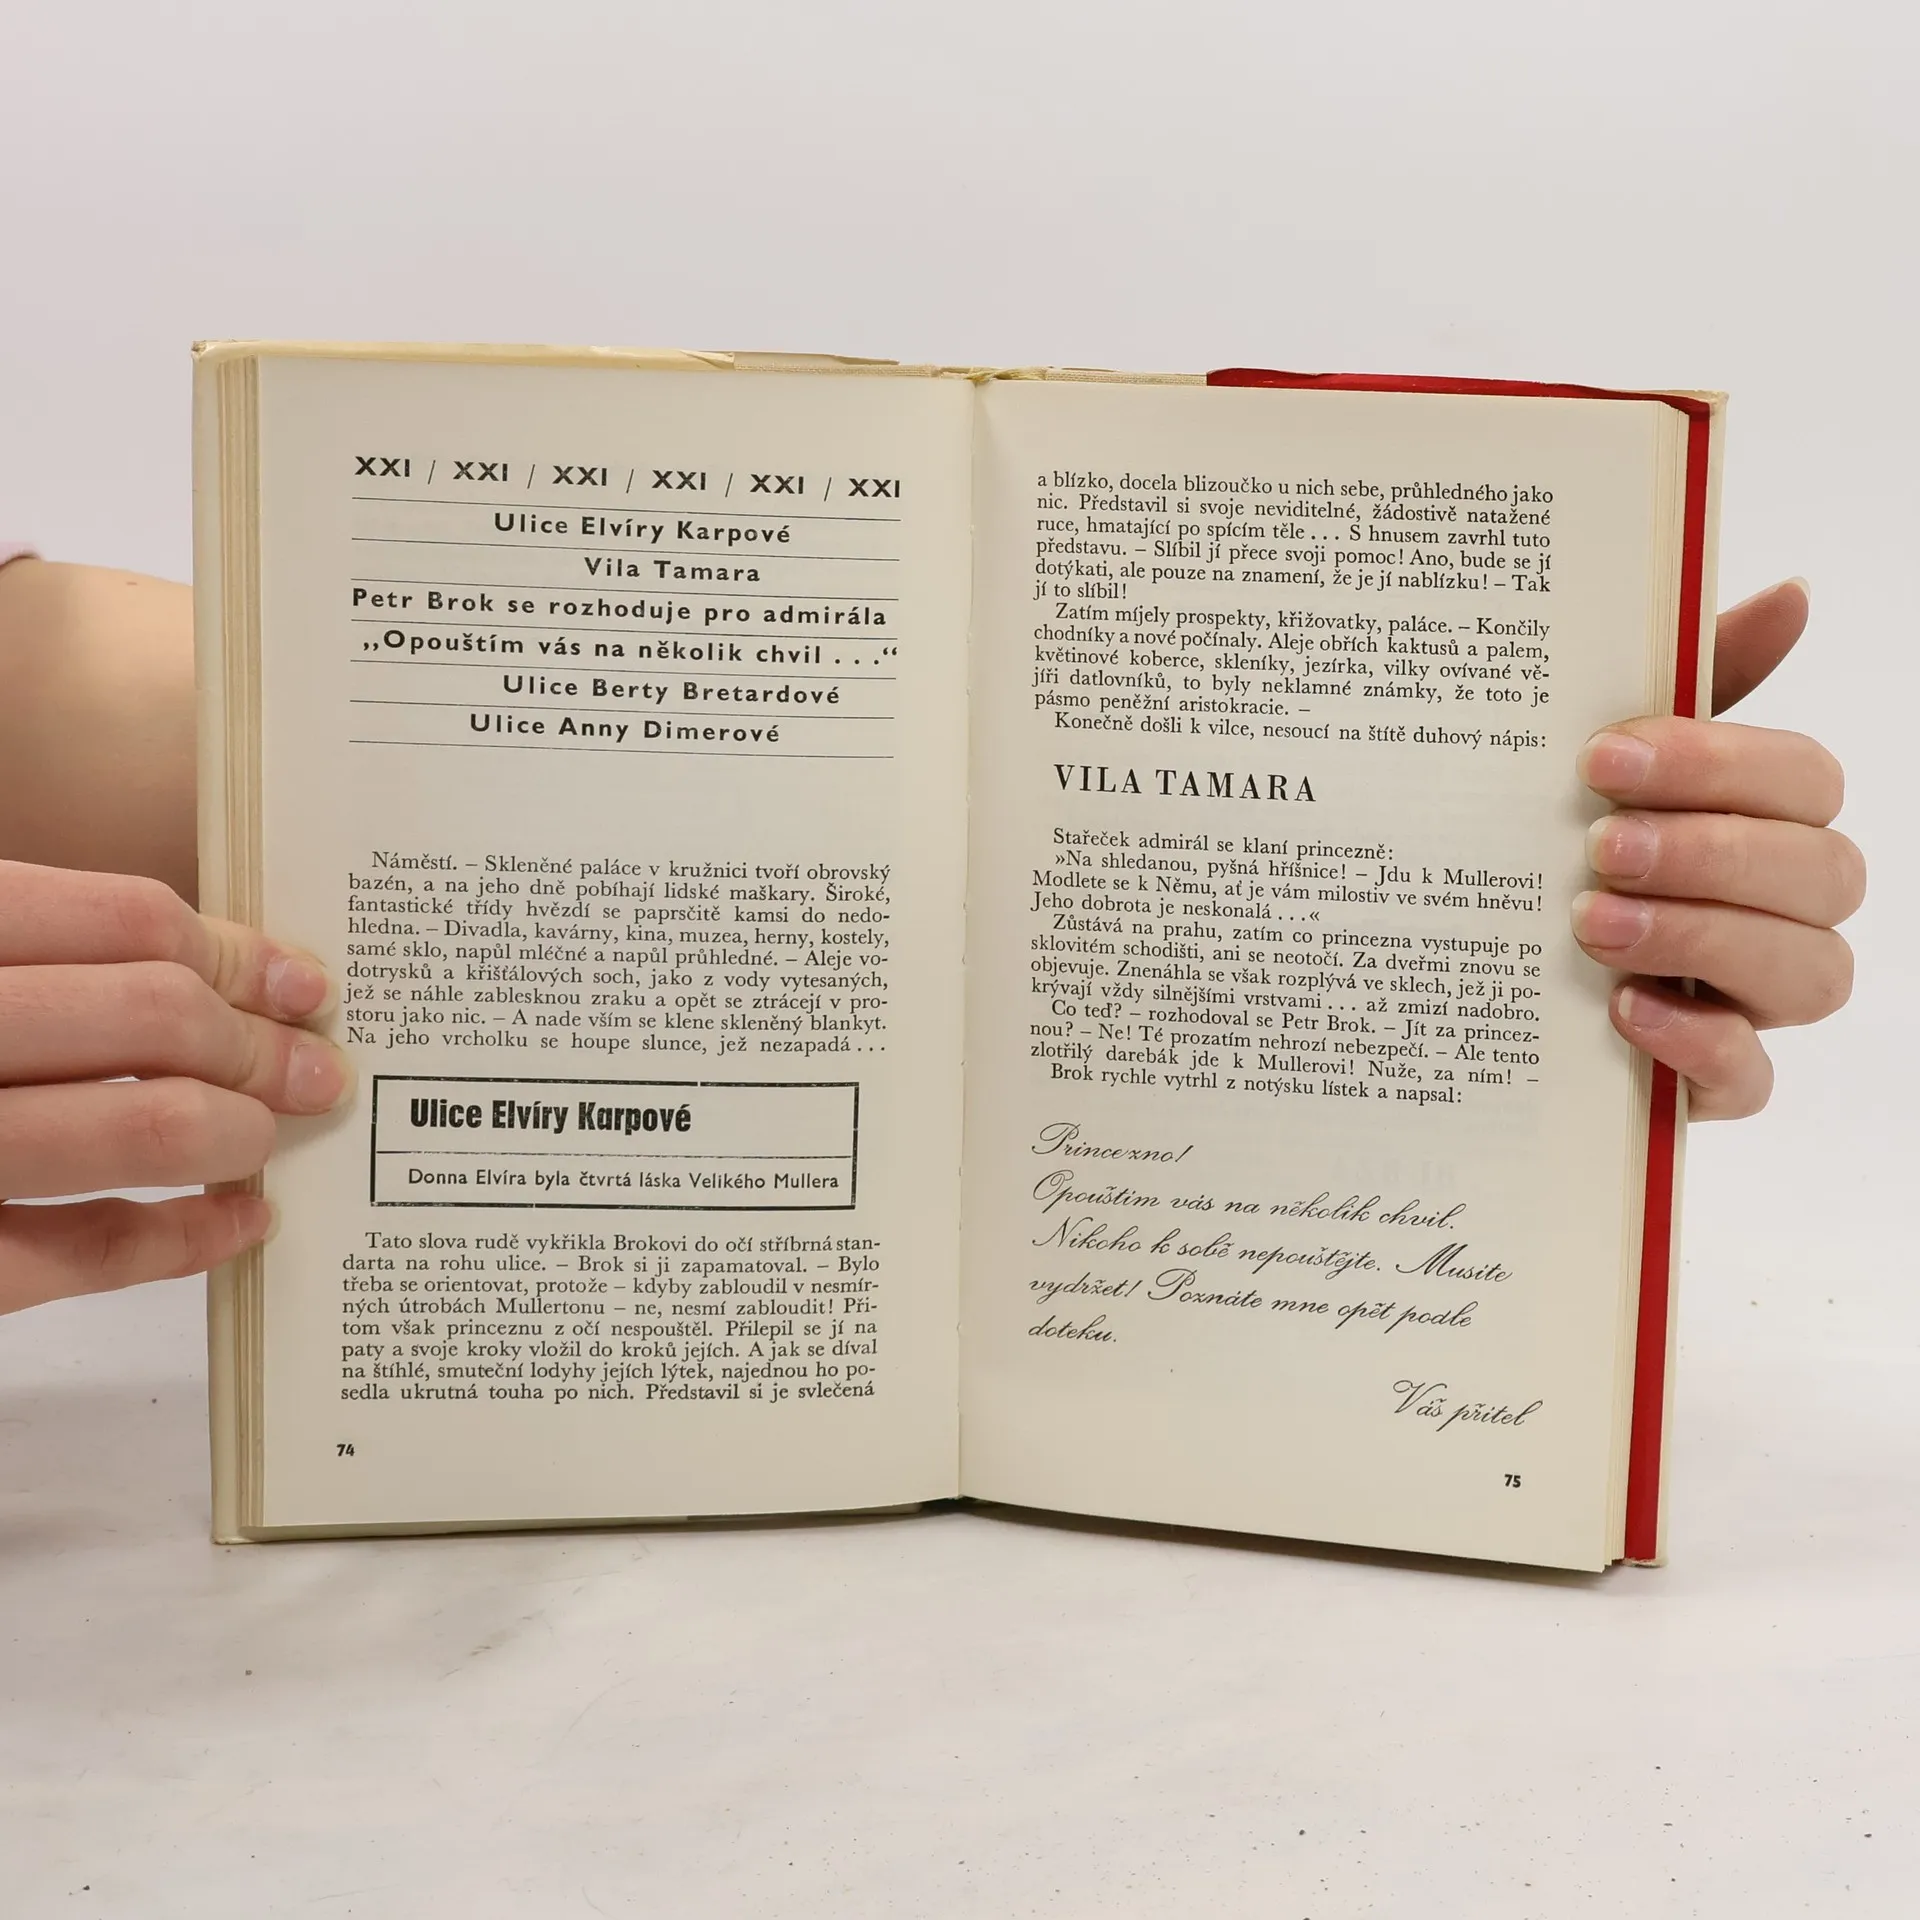 XXI / XXI / XXI / XXI / XXI / XXI
Ulice Elvíry Karpové
Vila Tamara
Petr Brok se rozhoduje pro admirála
„Opouštím vás na několik chvil . . .“
Ulice Berty Bretardové
Ulice Anny Dimerové
Náměstí. – Skleněné paláce v kružnici tvoří obrovský
bazén, a na jeho dně pobíhají lidské maškary. Široké,
fantastické třídy hvězdí se paprsčitě kamsi do nedo-
hledna. – Divadla, kavárny, kina, muzea, herny, kostely,
samé sklo, napůl mléčné a napůl průhledné. – Aleje vo-
dotrysků a křišťálových soch, jako z vody vytesaných,
jež se náhle zablesknou zraku a opět se ztrácejí v pro-
storu jako nic. – A nade vším se klene skleněný blankyt.
Na jeho vrcholku se houpe slunce, jež nezapadá...
Ulice Elvíry Karpové
Donna Elvíra byla čtvrtá láska Velikého Mullera
Tato slova rudě vykřikla Brokovi do očí stříbrná stan-
darta na rohu ulice. – Brok si ji zapamatoval. – Bylo
třeba se orientovat, protože – kdyby zabloudil v nesmír-
ných útrobách Mullertonu – ne, nesmí zabloudit! Při-
tom však princeznu z očí nespouštěl. Přilepil se jí na
paty a svoje kroky vložil do kroků jejích. A jak se díval
na štíhlé, smuteční lodyhy jejích lýtek, najednou ho po-
sedla ukrutná touha po nich. Představil si je svlečená
74
a blízko, docela blizoučko u nich sebe, průhledného jako
nic. Představil si svoje neviditelné, žádostivě natažené
ruce, hmatající po spícím těle... S hnusem zavrhl tuto
představu. – Slíbil jí přece svoji pomoc! Ano, bude se jí
dotýkati, ale pouze na znamení, že je jí nablízku! – Tak
jí to slíbil!
Zatím míjely prospekty, křižovatky, paláce. – Končily
chodníky a nové počínaly. Aleje obřích kaktusů a palem,
květinové koberce, skleníky, jezírka, vilky ovívané vě-
jíři datlovníků, to byly neklamné známky, že toto je
pásmo peněžní aristokracie. –
Konečně došli k vilce, nesoucí na štítě duhový nápis:
VILA TAMARA
Stařeček admirál se klaní princezně:
»Na shledanou, pyšná hříšnice! – Jdu k Mullerovi!
Modlete se k Němu, ať je vám milostiv ve svém hněvu!
Jeho dobrota je neskonalá...«
Zůstává na prahu, zatím co princezna vystupuje po
sklovitém schodišti, ani se neotočí. Za dveřmi znovu se
objevuje. Znenáhla se však rozplývá ve sklech, jež ji po-
krývají vždy silnějšími vrstvami... až zmizí nadobro.
Co teď? – rozhodoval se Petr Brok. – Jít za princez-
nou? – Ne! Té prozatím nehrozí nebezpečí. – Ale tento
zlotřilý darebák jde k Mullerovi! Nuže, za ním! –
Brok rychle vytrhl z notýsku lístek a napsal:
Princezno!
Opouštím vás na několik chvil.
Nikoho k sobě nepouštějte. Musíte
vydržet! Poznáte mne opět podle
doteku.
Váš přítel
75